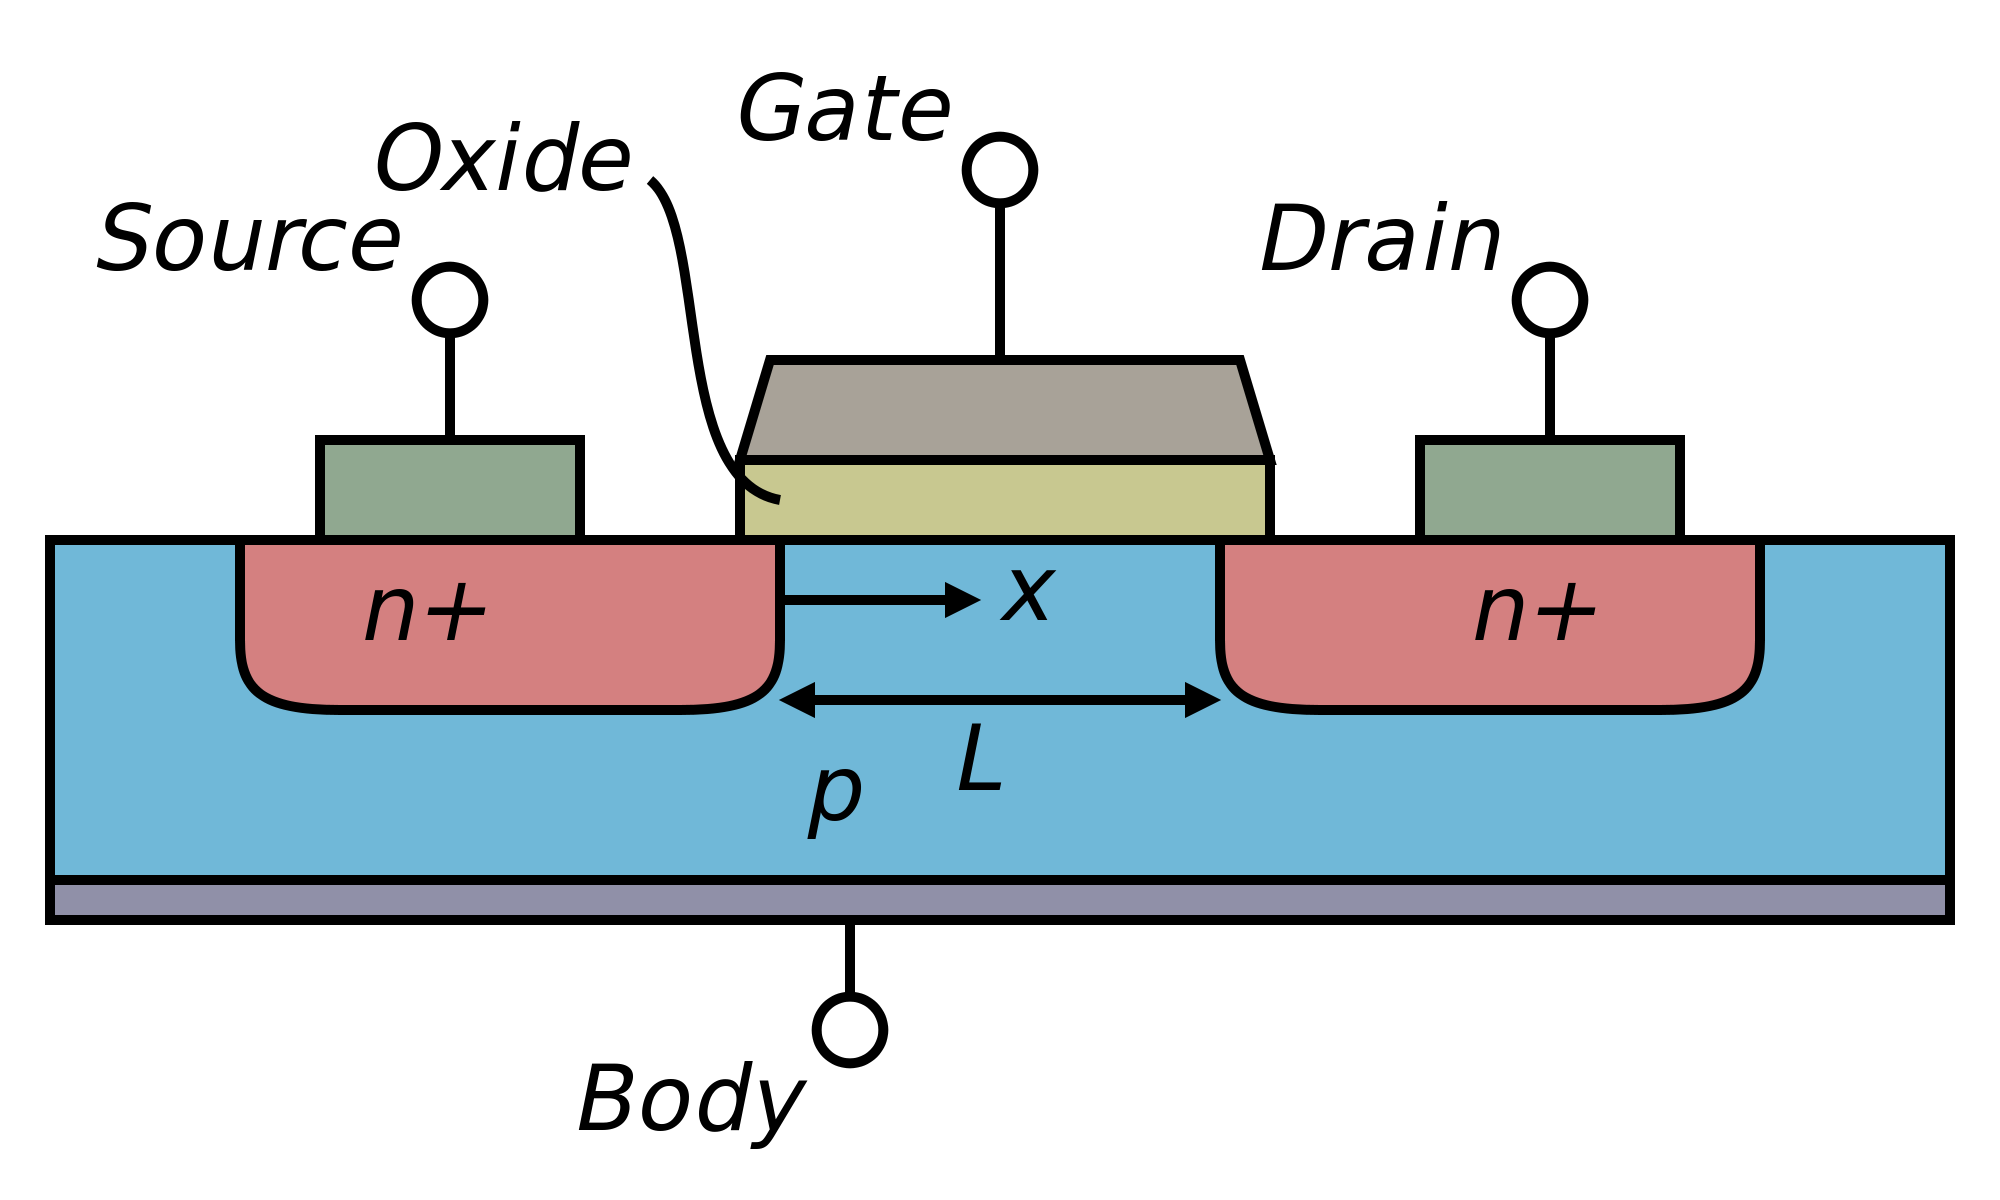 Gate
Oxide
Source
Drain
n+
x
n+
L
p
Body